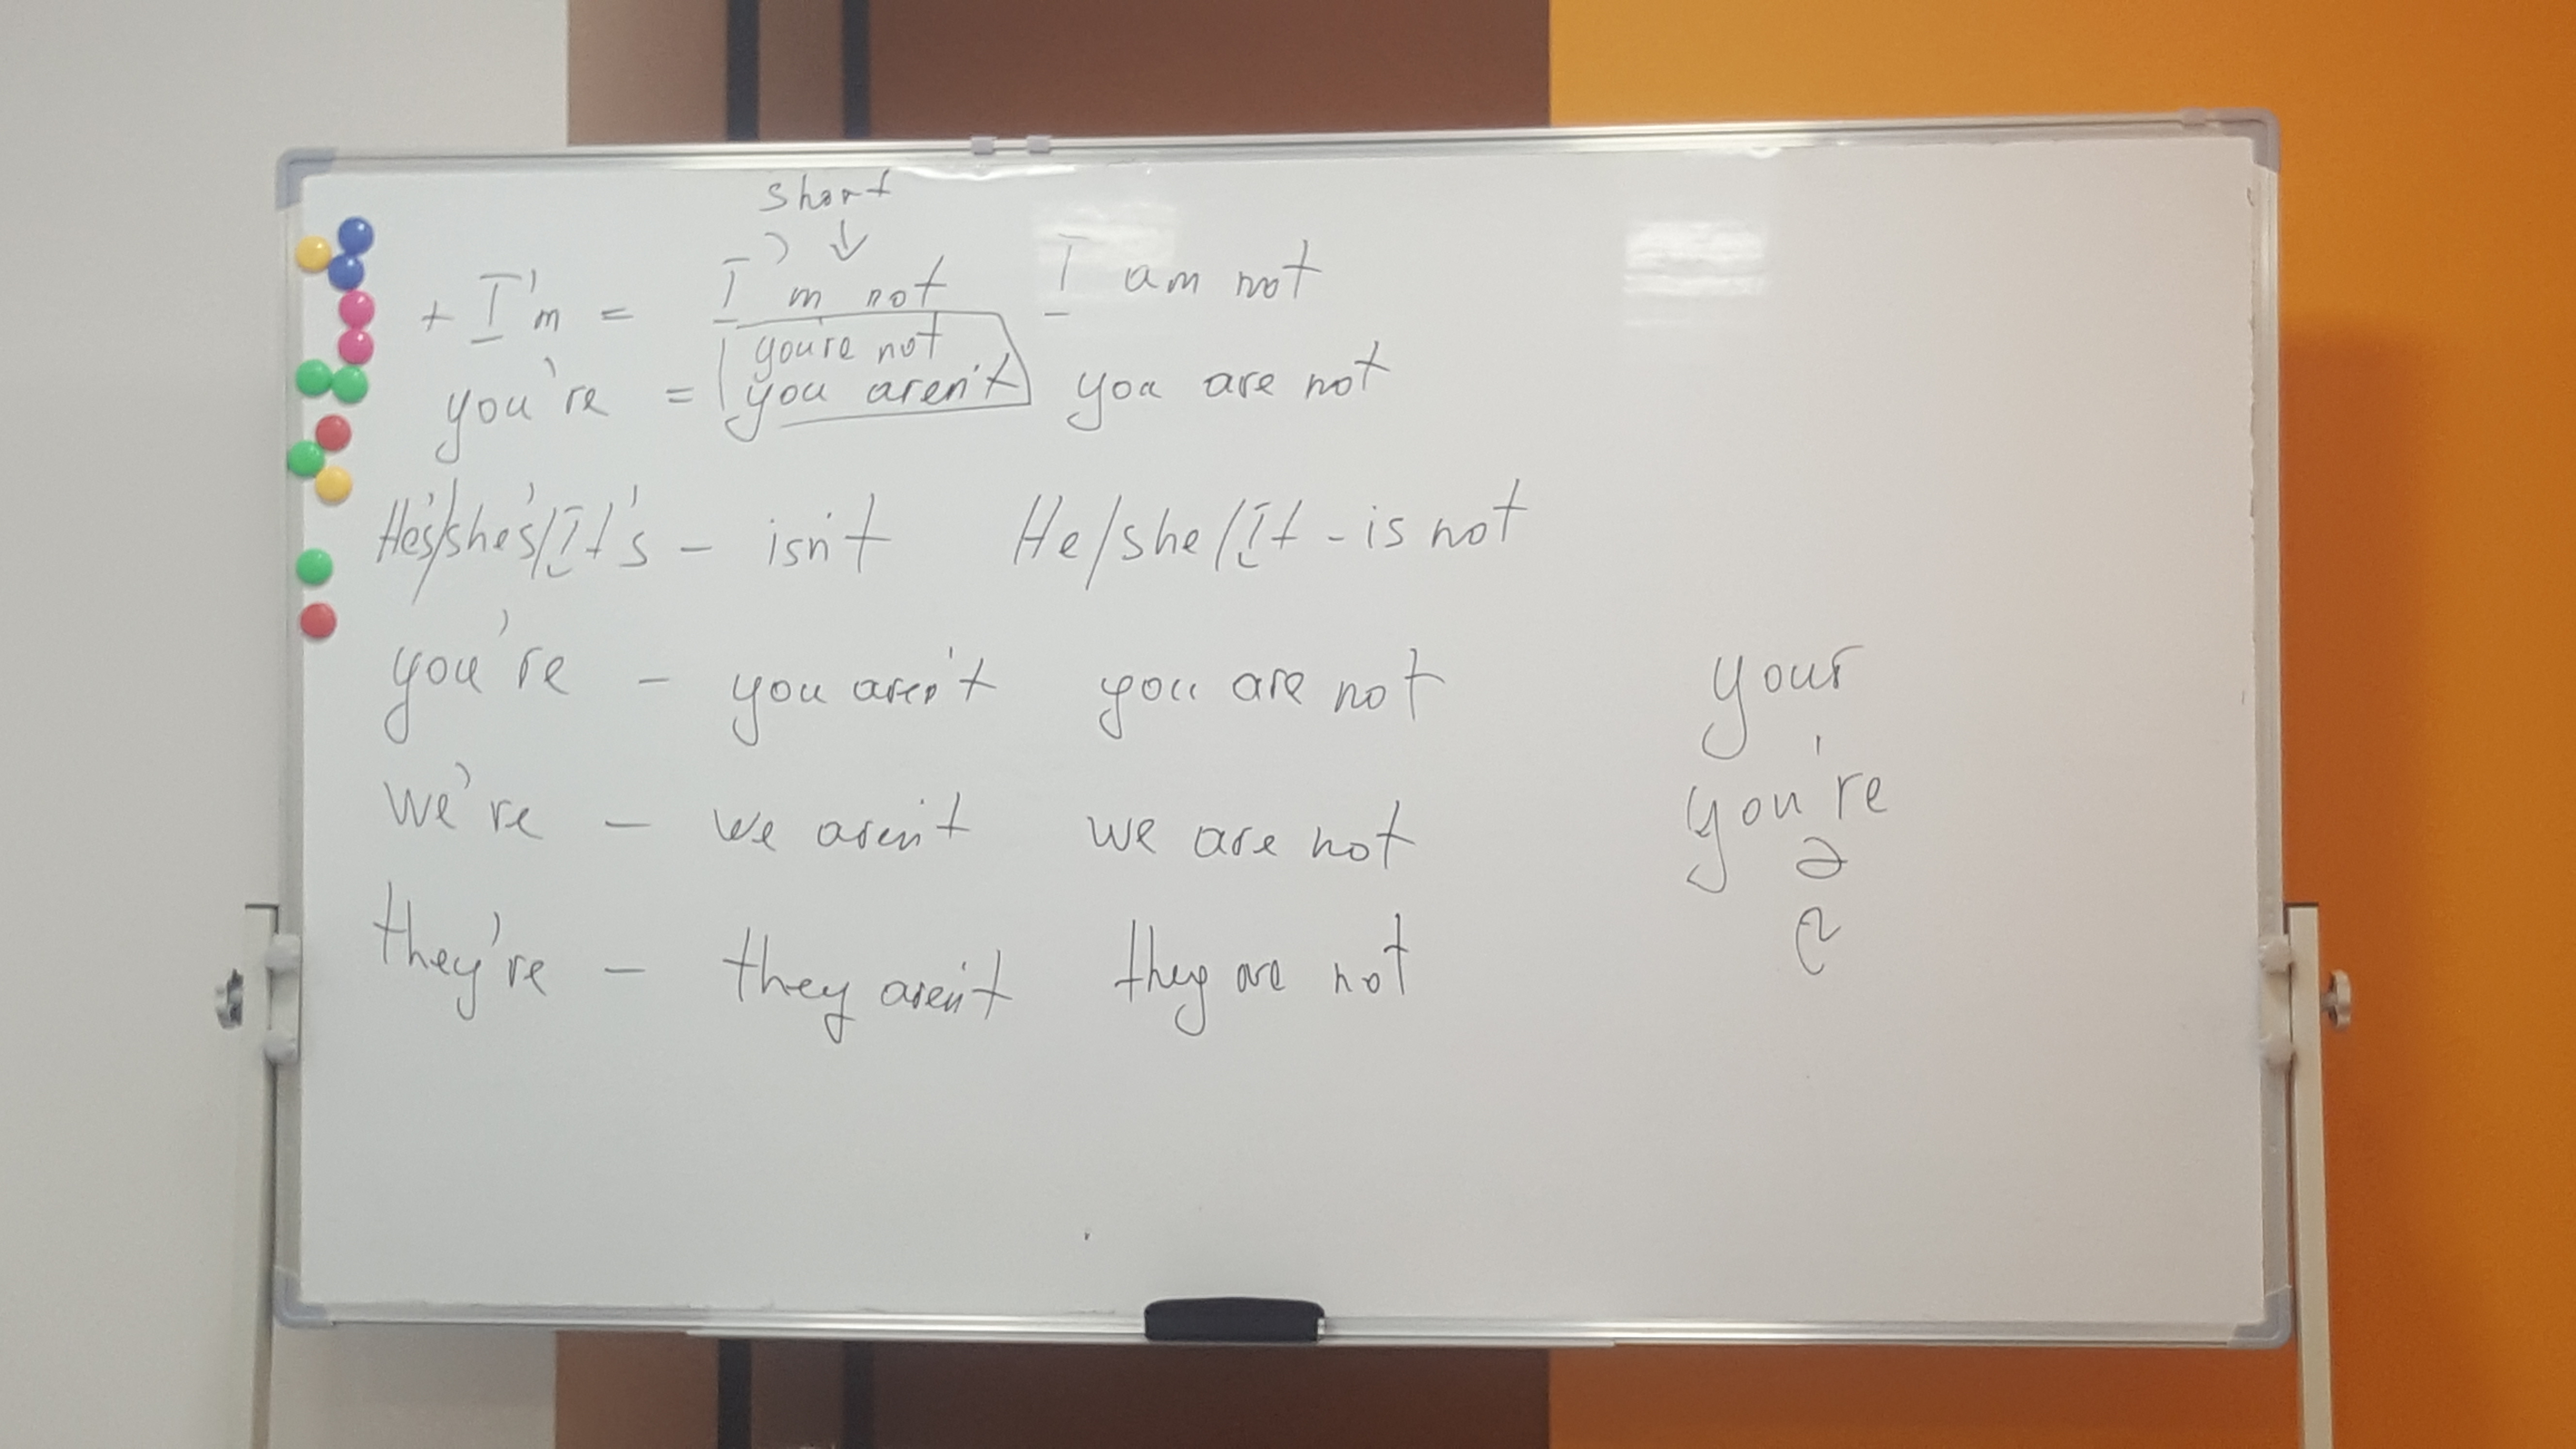 short
+ I'm = I'm not I am not
you're not
you're = you aren't you are not
He's/she's/It's - isn't He/she/It - is not
you're - you aren't you are not
we're - we aren't we are not
they're - they aren't they are not
your
you're